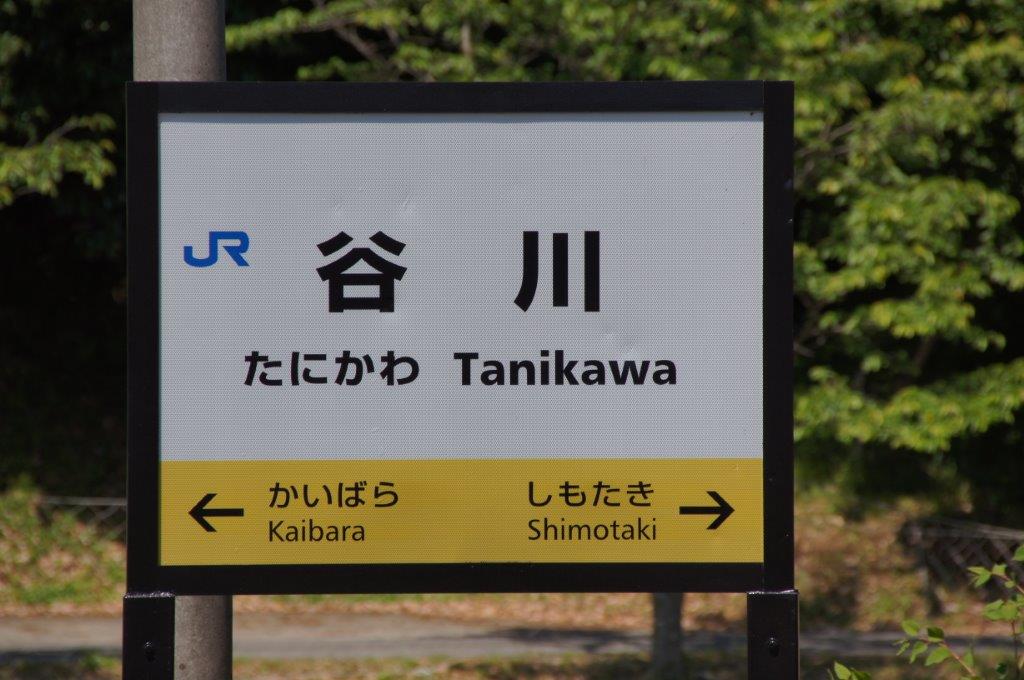 JR 谷川
たにかわ Tanikawa
← かいばら しもたき →
Kaibara Shimotaki